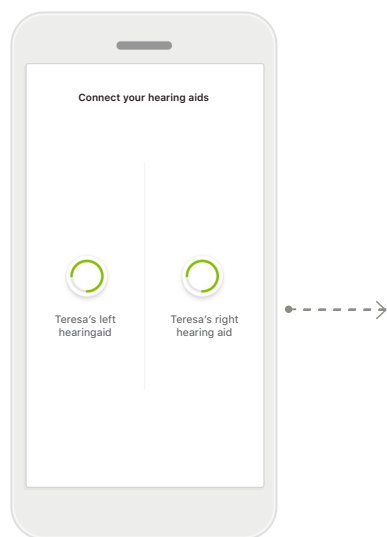 Connect your hearing aids
Teresa's left
hearingaid
Teresa's right
hearing aid